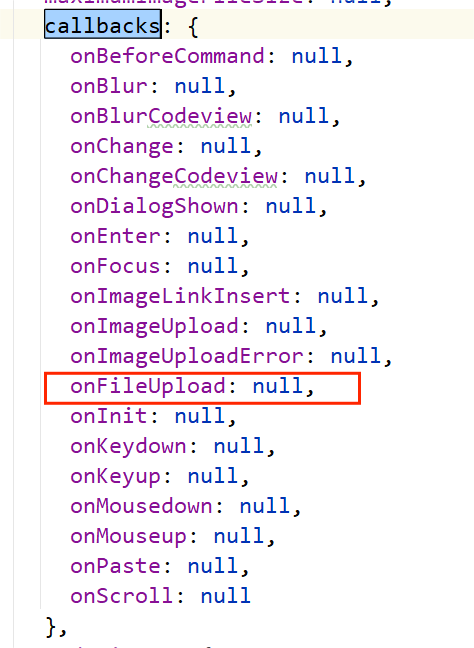 callbacks: {
onBeforeCommand: null,
onBlur: null,
onBlurCodeview: null,
onChange: null,
onChangeCodeview: null,
onDialogShown: null,
onEnter: null,
onFocus: null,
onImageLinkInsert: null,
onImageUpload: null,
onImageUploadError: null,
onFileUpload: null,
onInit: null,
onKeydown: null,
onKeyup: null,
onMousedown: null,
onMouseup: null,
onPaste: null,
onScroll: null
},